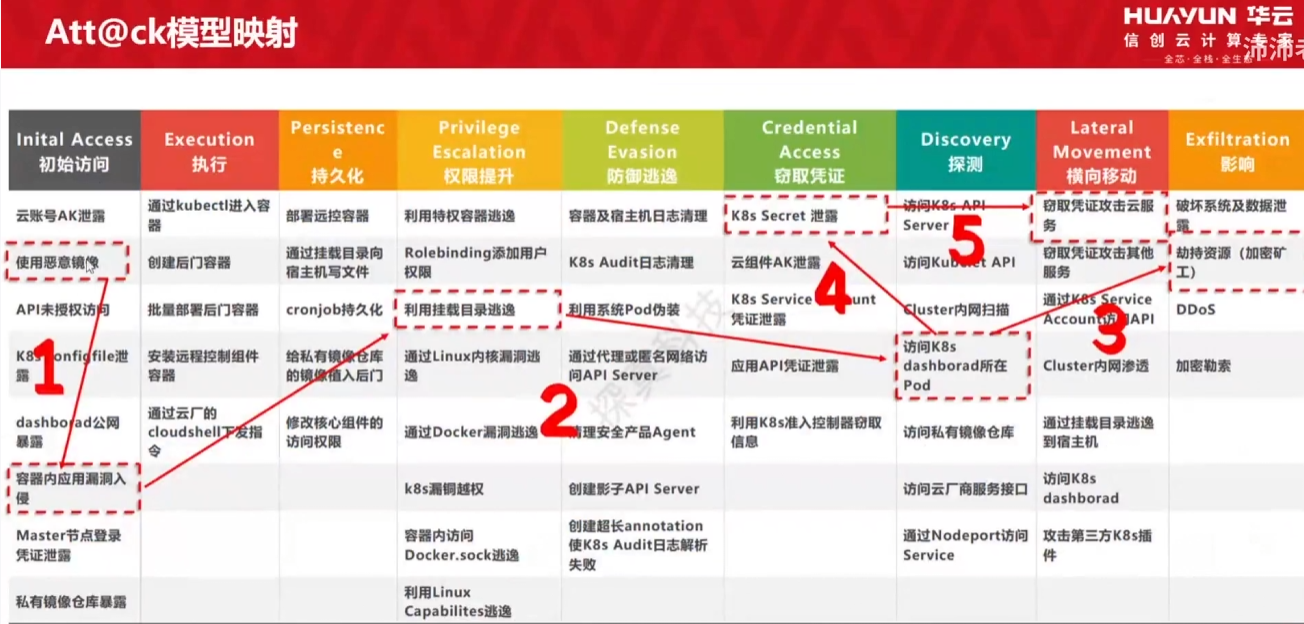 Att@ck模型映射
HUAYUN 华云
信创云计算专家
全芯·全栈·全生态
沛沛老
Inital Access
初始访问
Execution
执行
Persistenc
e
持久化
Privilege
Escalation
权限提升
Defense
Evasion
防御逃逸
Credential
Access
窃取凭证
Discovery
探测
Lateral
Movement
横向移动
Exfiltration
影响
云账号AK泄露
通过kubectl进入容
器
部署远控容器
利用特权容器逃逸
容器及宿主机日志清理
K8s Secret 泄露
访问K8s API
Server
窃取凭证攻击云服
务
破坏系统及数据泄
露
使用恶意镜像
创建后门容器
通过挂载目录向
宿主机写文件
Rolebinding添加用户
权限
K8s Audit日志清理
云组件AK泄露
访问Kubelet API
窃取凭证攻击其他
服务
劫持资源（加密矿
工）
API未授权访问
批量部署后门容器
cronjob持久化
利用挂载目录逃逸
利用系统Pod伪装
K8s Service Account
凭证泄露
Cluster内网扫描
通过K8s Service
Account访问API
DDoS
K8s configfile泄
露
安装远程控制组件
容器
给私有镜像仓库
的镜像植入后门
通过Linux内核漏洞逃
逸
通过代理或匿名网络访
问API Server
应用API凭证泄露
访问K8s
dashborad所在
Pod
Cluster内网渗透
加密勒索
dashborad公网
暴露
通过云厂的
cloudshell下发指
令
修改核心组件的
访问权限
通过Docker漏洞逃逸
清理安全产品Agent
利用K8s准入控制器窃取
信息
访问私有镜像仓库
通过挂载目录逃逸
到宿主机
容器内应用漏洞入
侵
k8s漏铜越权
创建影子API Server
访问云厂商服务接口
访问K8s
dashborad
Master节点登录
凭证泄露
容器内访问
Docker.sock逃逸
创建超长annotation
使K8s Audit日志解析
失败
通过Nodeport访问
Service
攻击第三方K8s插
件
私有镜像仓库暴露
利用Linux
Capabilites逃逸
1
2
3
4
5